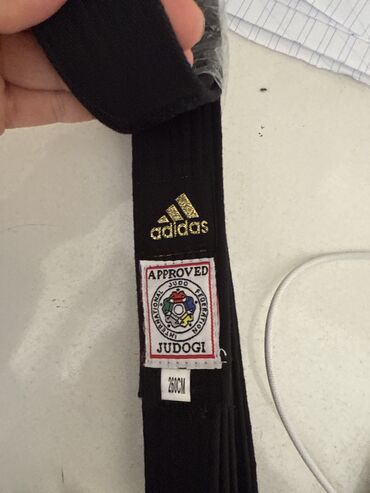 adidas
APPROVED
INTERNATIONAL JUDO FEDERATION
JUDOGI
260CM